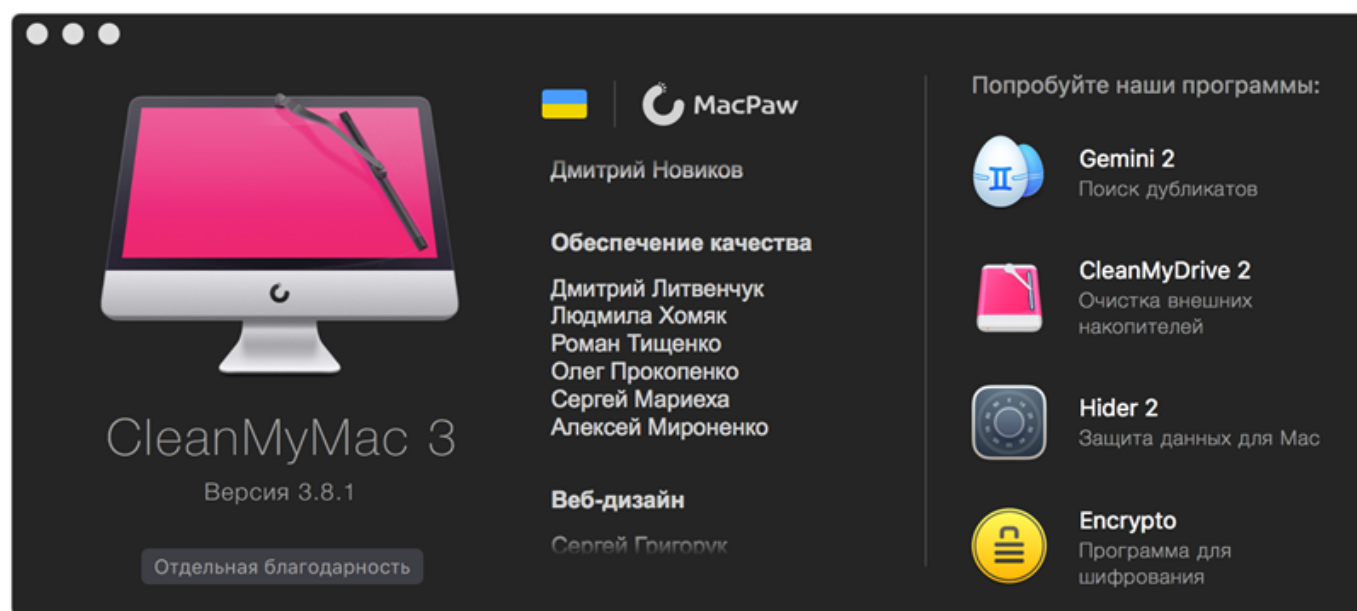 CleanMyMac 3
Версия 3.8.1
Отдельная благодарность
MacPaw
Дмитрий Новиков
Обеспечение качества
Дмитрий Литвенчук
Людмила Хомяк
Роман Тищенко
Олег Прокопенко
Сергей Мариеха
Алексей Мироненко
Веб-дизайн
Сергей Григорук
Попробуйте наши программы:
Gemini 2
Поиск дубликатов
CleanMyDrive 2
Очистка внешних
накопителей
Hider 2
Защита данных для Mac
Encrypto
Программа для
шифрования